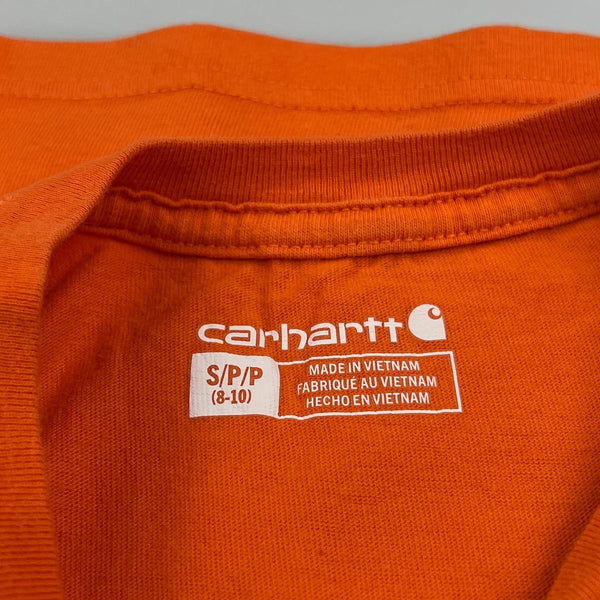 carhartt
S/P/P
(8-10)
MADE IN VIETNAM
FABRIQUÉ AU VIETNAM
HECHO EN VIETNAM